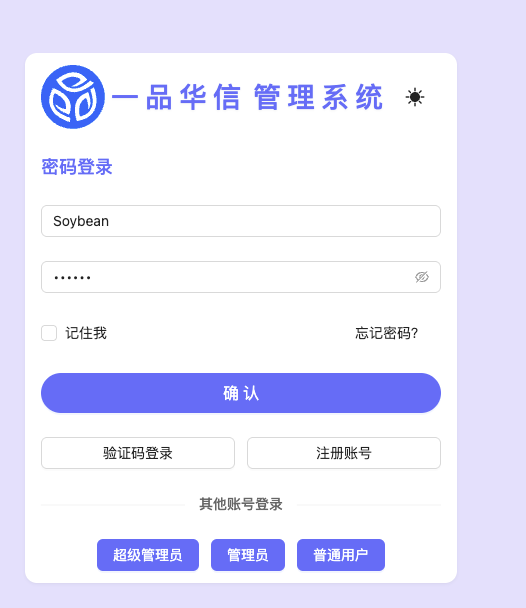 一品华信 管理系统
密码登录
Soybean
••••••
记住我 忘记密码?
确 认
验证码登录 注册账号
其他账号登录
超级管理员 管理员 普通用户